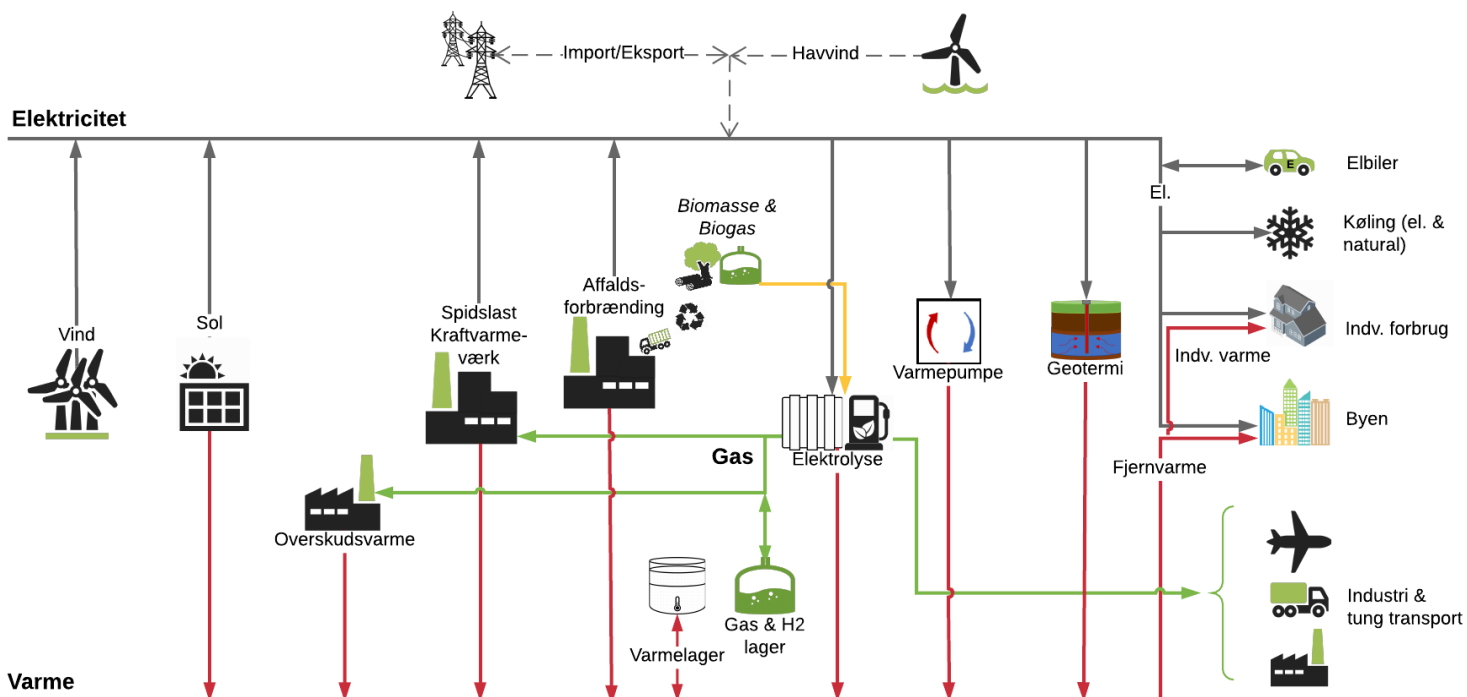 Import/Eksport
Havvind
Elektricitet
Elbiler
El.
Biomasse &
Biogas
Køling (el. &
natural)
Affalds-
forbrænding
Spidslast
Kraftvarme-
værk
Sol
Vind
Indv. forbrug
Indv. varme
Varmepumpe
Geotermi
Byen
Gas
Elektrolyse
Fjernvarme
Overskudsvarme
Industri &
tung transport
Gas & H2
lager
Varmelager
Varme
E